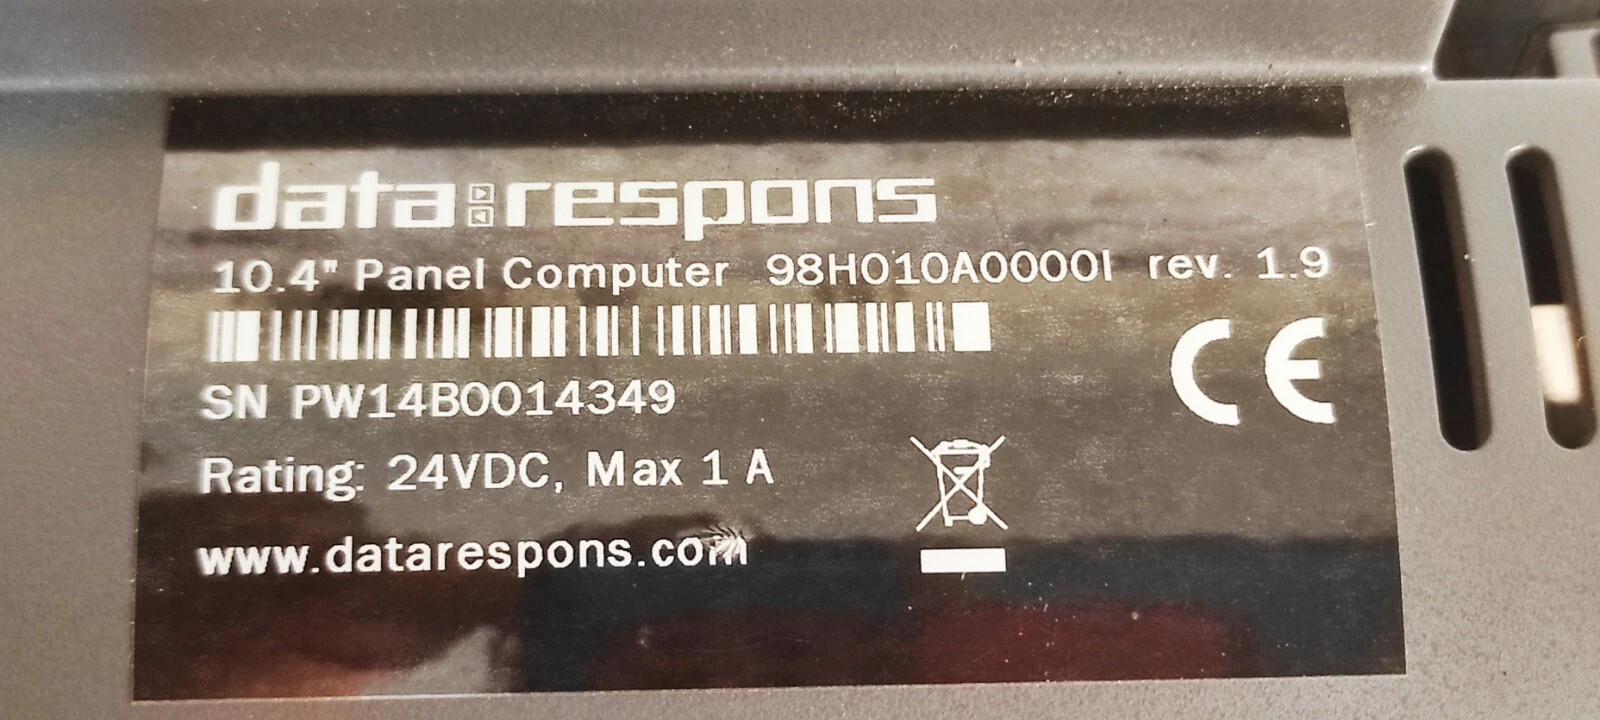 data respons
10.4" Panel Computer 98H010A0000I rev. 1.9
SN PW14B0014349
Rating: 24VDC, Max 1 A
www.datarespons.com
CE